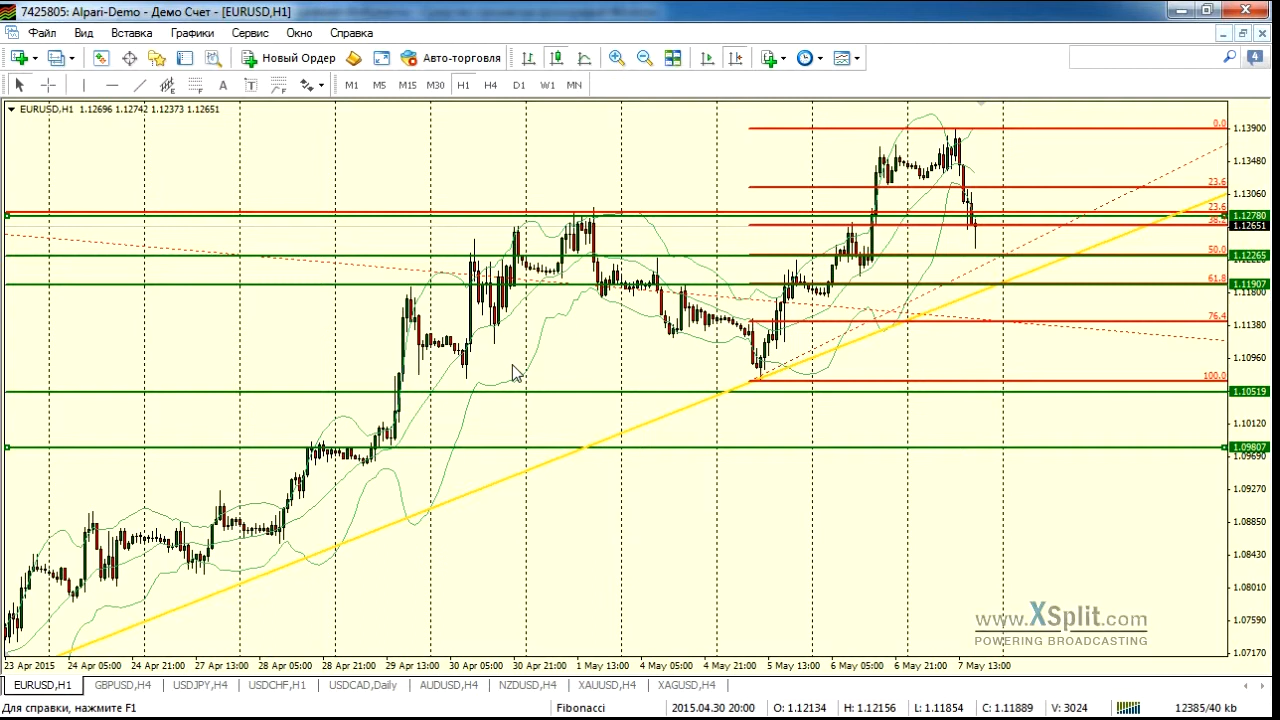 7425805: Alpari-Demo - Демо Счет - [EURUSD,H1]
Файл Вид Вставка Графики Сервис Окно Справка
Новый Ордер Авто-торговля 4
A T M1 M5 M15 M30 H1 H4 D1 W1 MN
EURUSD,H1 1.12696 1.12742 1.12373 1.12651
0.0 1.13900
1.13480
23.6 1.13060
23.6 1.12780
38.2 1.12651
50.0 1.12265
61.8 1.11907
1.11800
76.4 1.11380
1.10960
100.0
1.10519
1.10120
1.09807
1.09690
1.09270
1.08850
1.08430
1.08010
1.07590
1.07170
www.XSplit.com
POWERING BROADCASTING
23 Apr 2015 24 Apr 05:00 24 Apr 21:00 27 Apr 13:00 28 Apr 05:00 28 Apr 21:00 29 Apr 13:00 30 Apr 05:00 30 Apr 21:00 1 May 13:00 4 May 05:00 4 May 21:00 5 May 13:00 6 May 05:00 6 May 21:00 7 May 13:00
EURUSD,H1 GBPUSD,H4 USDJPY,H4 USDCHF,H1 USDCAD,Daily AUDUSD,H4 NZDUSD,H4 XAUUSD,H4 XAGUSD,H4
Для справки, нажмите F1 Fibonacci 2015.04.30 20:00 O: 1.12134 H: 1.12156 L: 1.11854 C: 1.11889 V: 3024 12385/40 kb